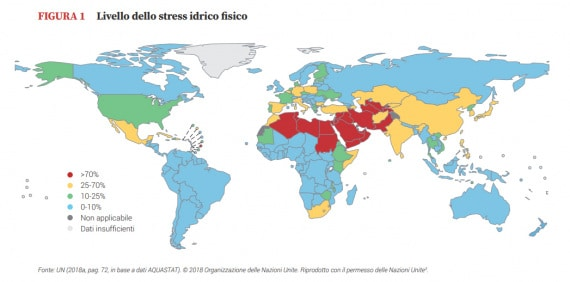 FIGURA 1 Livello dello stress idrico fisico
>70%
25-70%
10-25%
0-10%
Non applicabile
Dati insufficienti
Fonte: UN (2018a, pag. 72, in base a dati AQUASTAT). © 2018 Organizzazione delle Nazioni Unite. Riprodotto con il permesso delle Nazioni Unite².